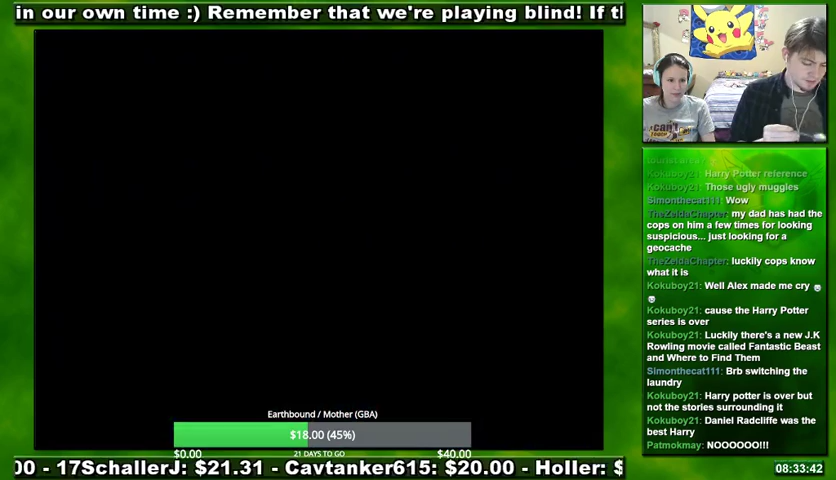 in our own time :) Remember that we're playing blind! If tl
Kokuboy21: Harry Potter reference
Kokuboy21: Those ugly muggles
Simonthecat111: Wow
TheZeldaChapter: my dad has had the
cops on him a few times for looking
suspicious... just looking for a
geocache
TheZeldaChapter: luckily cops know
what it is
Kokuboy21: Well Alex made me cry
Kokuboy21: cause the Harry Potter
series is over
Kokuboy21: Luckily there's a new J.K
Rowling movie called Fantastic Beast
and Where to Find Them
Simonthecat111: Brb switching the
laundry
Kokuboy21: Harry potter is over but
not the stories surrounding it
Kokuboy21: Daniel Radcliffe was the
best Harry
Patmokmay: NOOOOOO!!!
Earthbound / Mother (GBA)
$18.00 (45%)
$0.00 21 DAYS TO GO $40.00
00 - 17SchallerJ: $21.31 - Cavtanker615: $20.00 - Holler: $
08:33:42